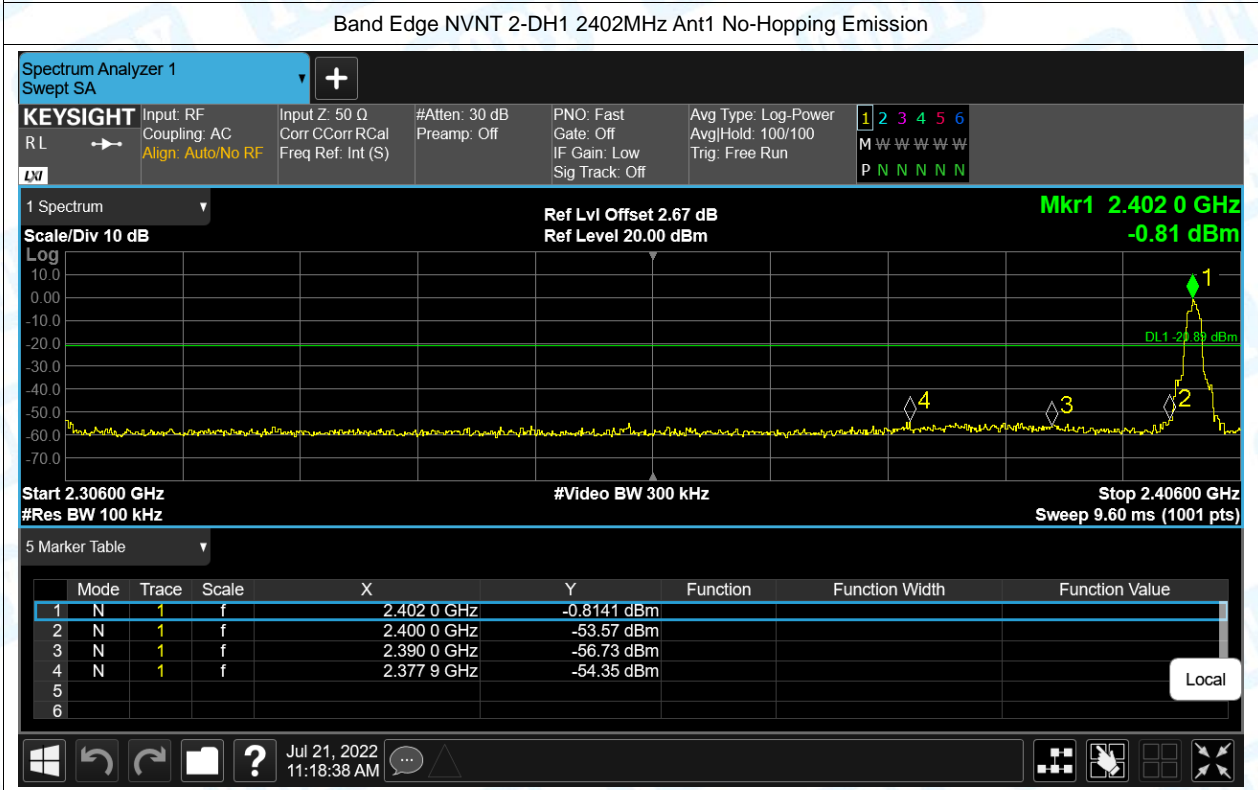 Band Edge NVNT 2-DH1 2402MHz Ant1 No-Hopping Emission
Spectrum Analyzer 1
Swept SA
+
KEYSIGHT
R L
LXI
Input: RF
Coupling: AC
Align: Auto/No RF
Input Z: 50 Ω
Corr CCorr RCal
Freq Ref: Int (S)
#Atten: 30 dB
Preamp: Off
PNO: Fast
Gate: Off
IF Gain: Low
Sig Track: Off
Avg Type: Log-Power
Avg|Hold: 100/100
Trig: Free Run
1 2 3 4 5 6
M W W W W W
P N N N N N
1 Spectrum
Scale/Div 10 dB
Ref Lvl Offset 2.67 dB
Ref Level 20.00 dBm
Mkr1 2.402 0 GHz
-0.81 dBm
Log
10.0
0.00
-10.0
-20.0
-30.0
-40.0
-50.0
-60.0
-70.0
1
DL1 -20.89 dBm
4
3
2
Start 2.30600 GHz
#Video BW 300 kHz
Stop 2.40600 GHz
#Res BW 100 kHz
Sweep 9.60 ms (1001 pts)
5 Marker Table
Mode Trace Scale X Y Function Function Width Function Value
1 N 1 f 2.402 0 GHz -0.8141 dBm
2 N 1 f 2.400 0 GHz -53.57 dBm
3 N 1 f 2.390 0 GHz -56.73 dBm
4 N 1 f 2.377 9 GHz -54.35 dBm
5
6
Local
?
Jul 21, 2022
11:18:38 AM